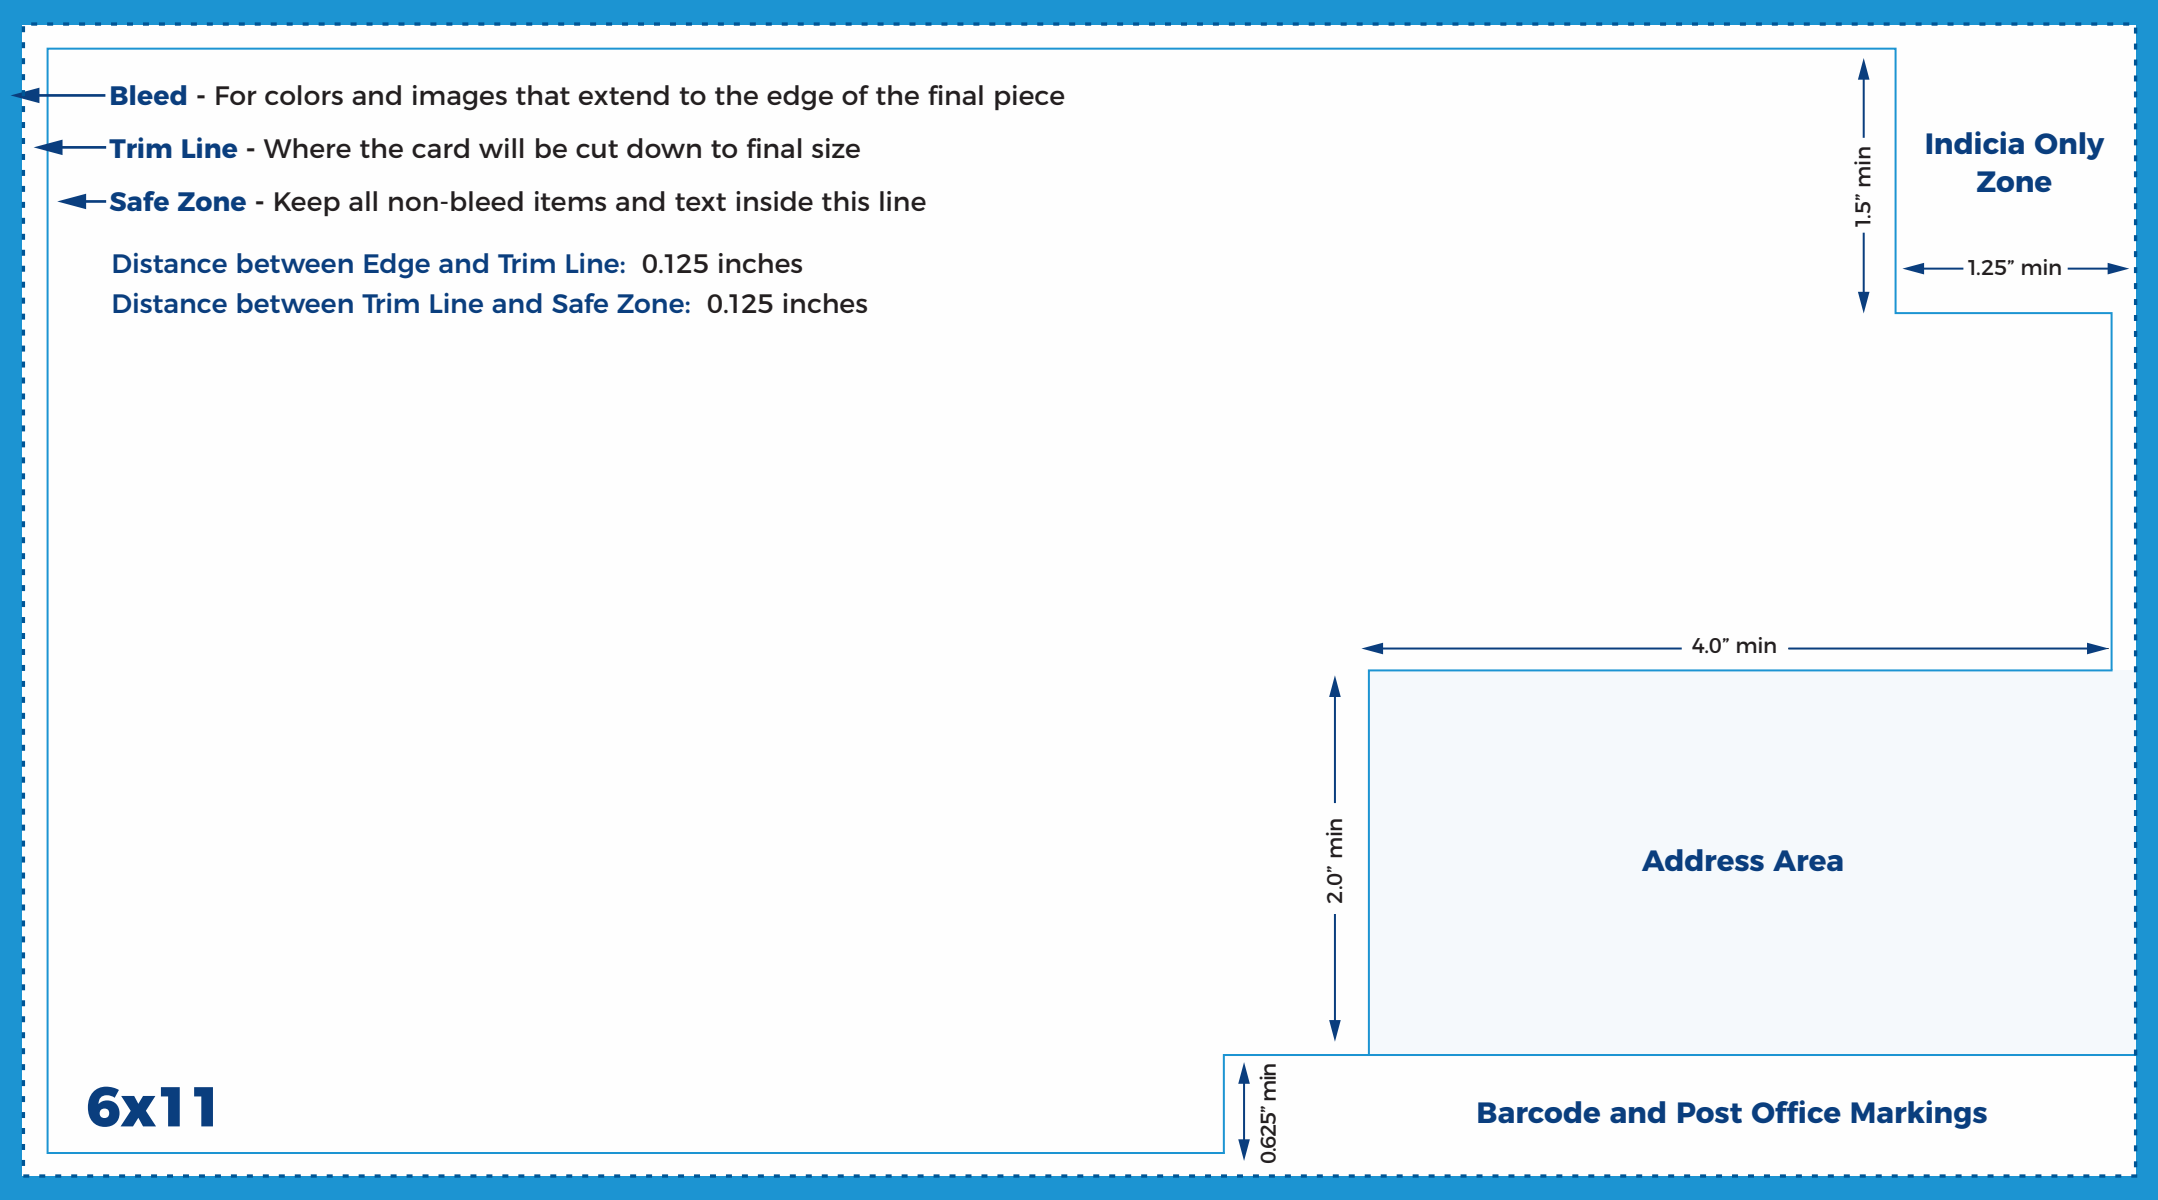 Bleed - For colors and images that extend to the edge of the final piece
Trim Line - Where the card will be cut down to final size
Safe Zone - Keep all non-bleed items and text inside this line
Distance between Edge and Trim Line: 0.125 inches
Distance between Trim Line and Safe Zone: 0.125 inches
1.5” min
Indicia Only
Zone
1.25” min
4.0” min
2.0” min
Address Area
6x11
0.625” min
Barcode and Post Office Markings